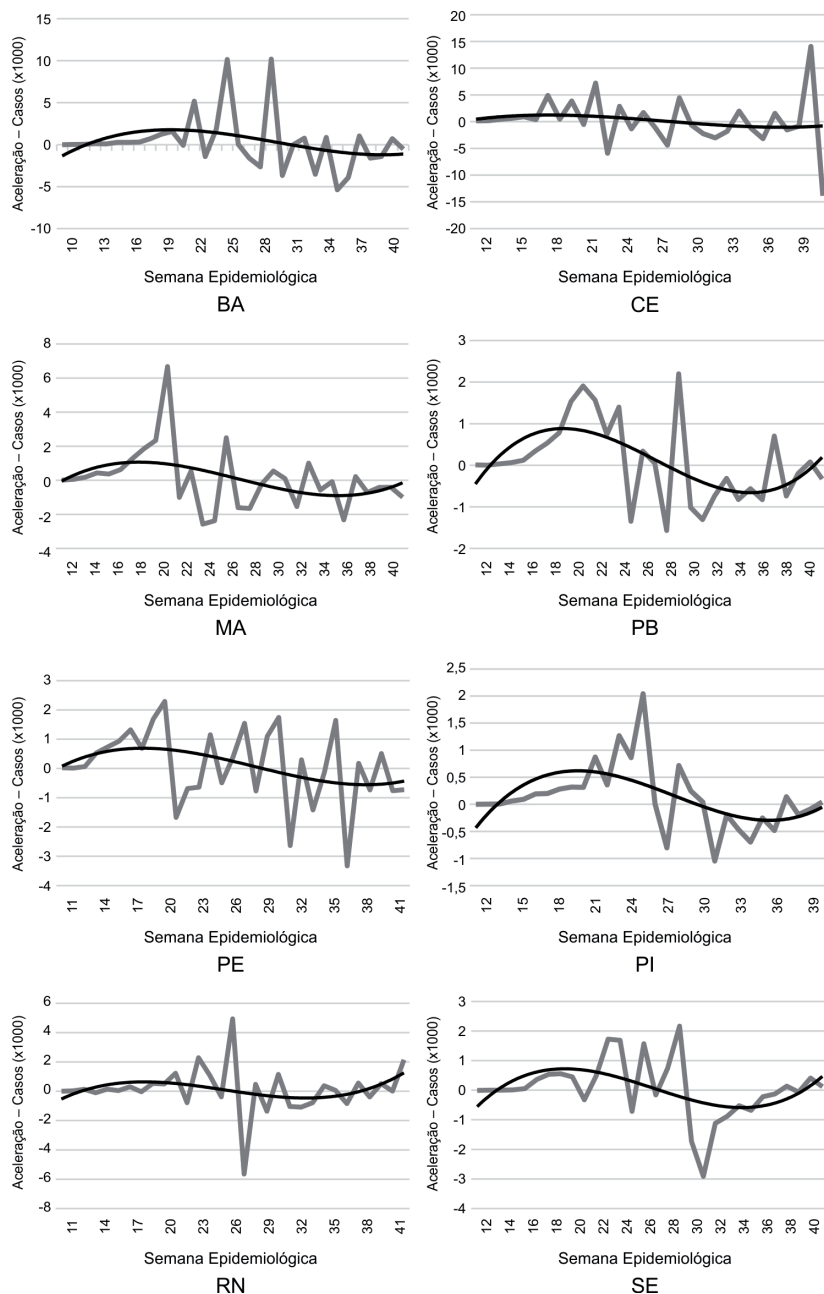 Aceleração – Casos (x1000)
15
10
5
0
-5
-10
10 13 16 19 22 25 28 31 34 37 40
Semana Epidemiológica
BA
Aceleração – Casos (x1000)
20
15
10
5
0
-5
-10
-15
-20
12 15 18 21 24 27 30 33 36 39
Semana Epidemiológica
CE
Aceleração – Casos (x1000)
8
6
4
2
0
-2
-4
12 14 16 18 20 22 24 26 28 30 32 34 36 38 40
Semana Epidemiológica
MA
Aceleração – Casos (x1000)
3
2
1
0
-1
-2
12 14 16 18 20 22 24 26 28 30 32 34 36 38 40
Semana Epidemiológica
PB
Aceleração – Casos (x1000)
3
2
1
0
-1
-2
-3
-4
11 14 17 20 23 26 29 32 35 38 41
Semana Epidemiológica
PE
Aceleração – Casos (x1000)
2,5
2
1,5
1
0,5
0
-0,5
-1
-1,5
12 15 18 21 24 27 30 33 36 39
Semana Epidemiológica
PI
Aceleração – Casos (x1000)
6
4
2
0
-2
-4
-6
-8
11 14 17 20 23 26 29 32 35 38 41
Semana Epidemiológica
RN
Aceleração – Casos (x1000)
3
2
1
0
-1
-2
-3
-4
12 14 16 18 20 22 24 26 28 30 32 34 36 38 40
Semana Epidemiológica
SE